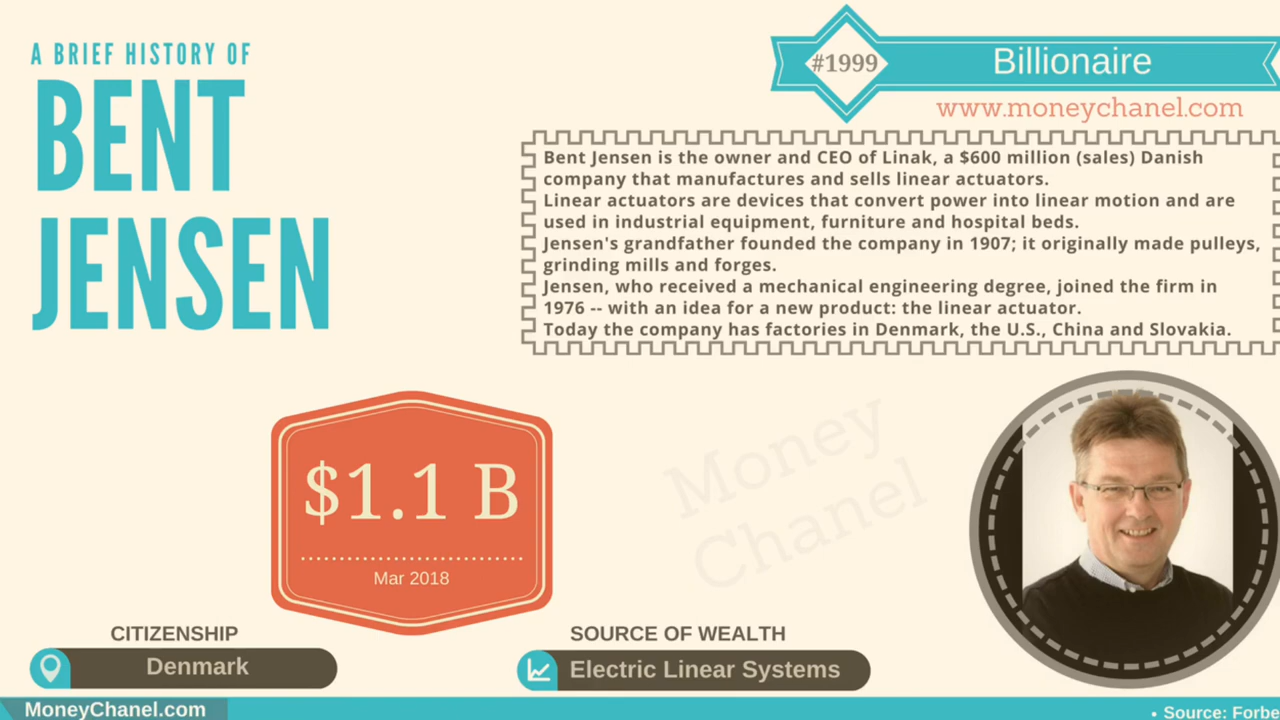 A BRIEF HISTORY OF
BENT
JENSEN
#1999
Billionaire
www.moneychanel.com
Bent Jensen is the owner and CEO of Linak, a $600 million (sales) Danish
company that manufactures and sells linear actuators.
Linear actuators are devices that convert power into linear motion and are
used in industrial equipment, furniture and hospital beds.
Jensen's grandfather founded the company in 1907; it originally made pulleys,
grinding mills and forges.
Jensen, who received a mechanical engineering degree, joined the firm in
1976 -- with an idea for a new product: the linear actuator.
Today the company has factories in Denmark, the U.S., China and Slovakia.
$1.1 B
Mar 2018
Money
Chanel
CITIZENSHIP
Denmark
SOURCE OF WEALTH
Electric Linear Systems
MoneyChanel.com
• Source: Forbe